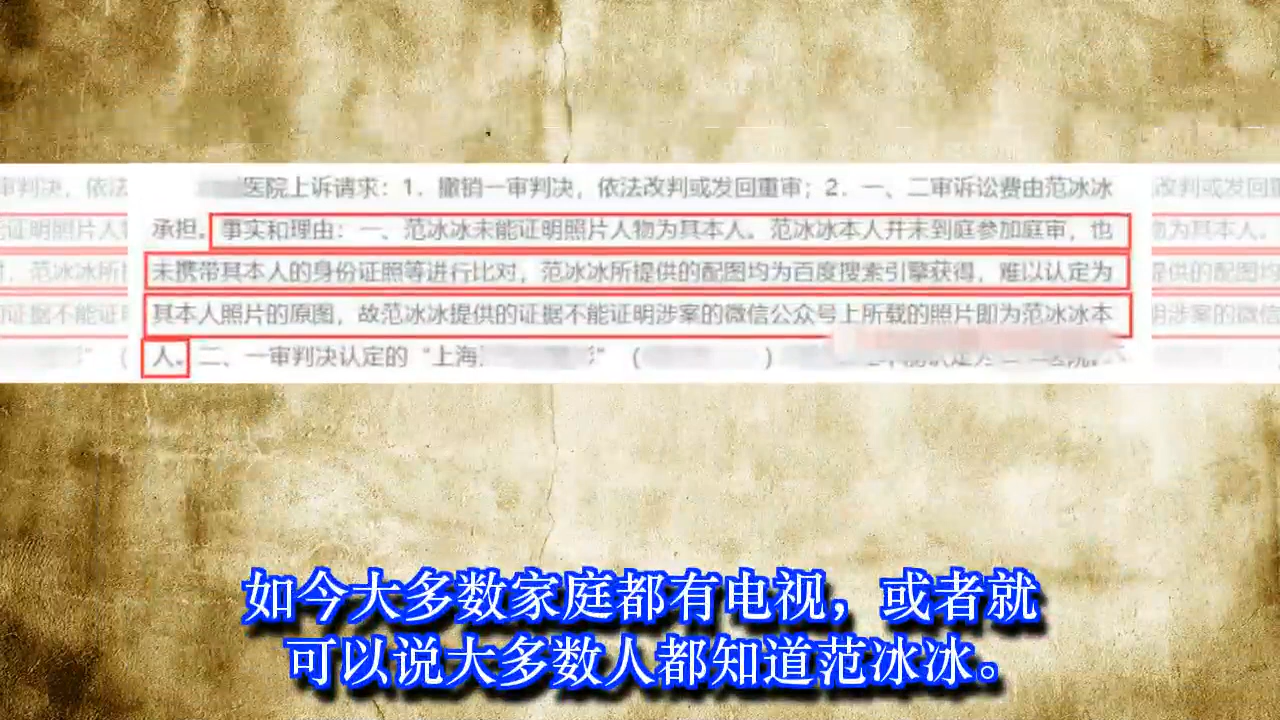 医院上诉请求：1．撤销一审判决，依法改判或发回重审；2．一、二审诉讼费由范冰冰
承担。事实和理由：一、范冰冰未能证明照片人物为其本人。范冰冰本人并未到庭参加庭审，也
未携带其本人的身份证照等进行比对，范冰冰所提供的配图均为百度搜索引擎获得，难以认定为
其本人照片的原图，故范冰冰提供的证据不能证明涉案的微信公众号上所载的照片即为范冰冰本
人。二、一审判决认定的“上海
如今大多数家庭都有电视，或者就
可以说大多数人都知道范冰冰。